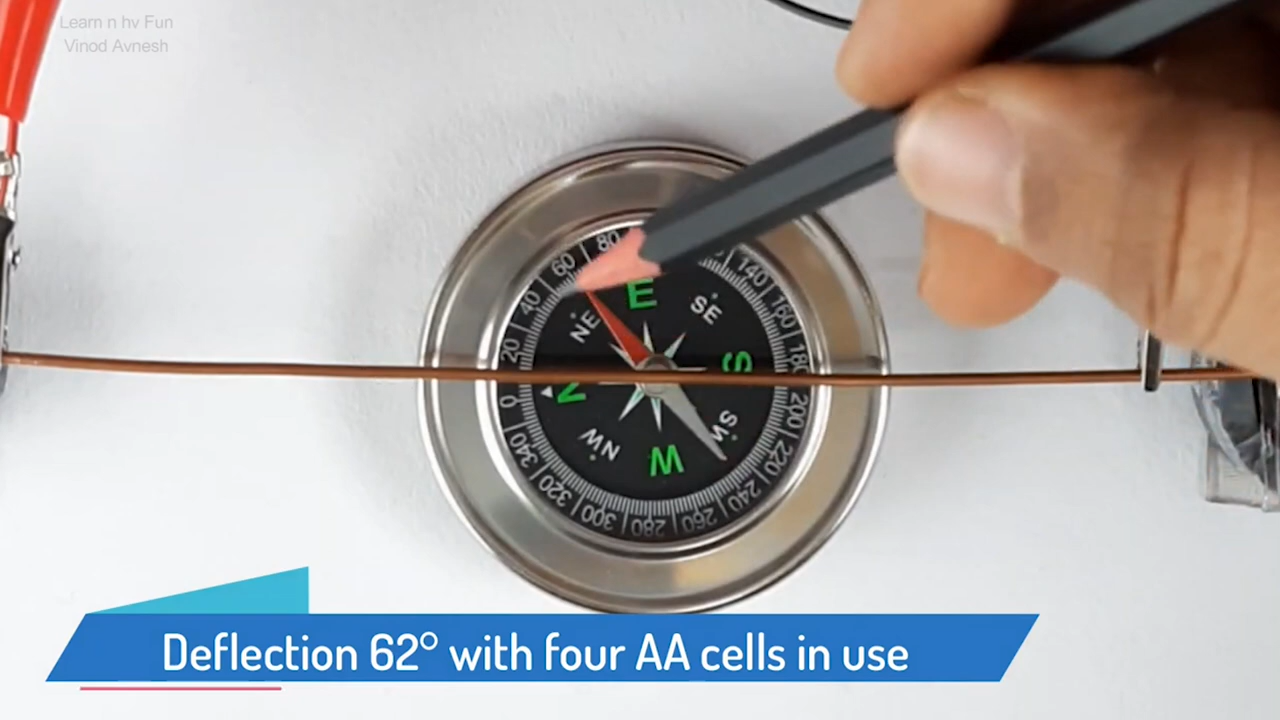 Learn n hv Fun
Vinod Avnesh
80
60
40
20
0
340
320
300
280
260
240
220
200
180
160
140
E
SE
S
SW
W
NW
N
NE
Deflection 62° with four AA cells in use